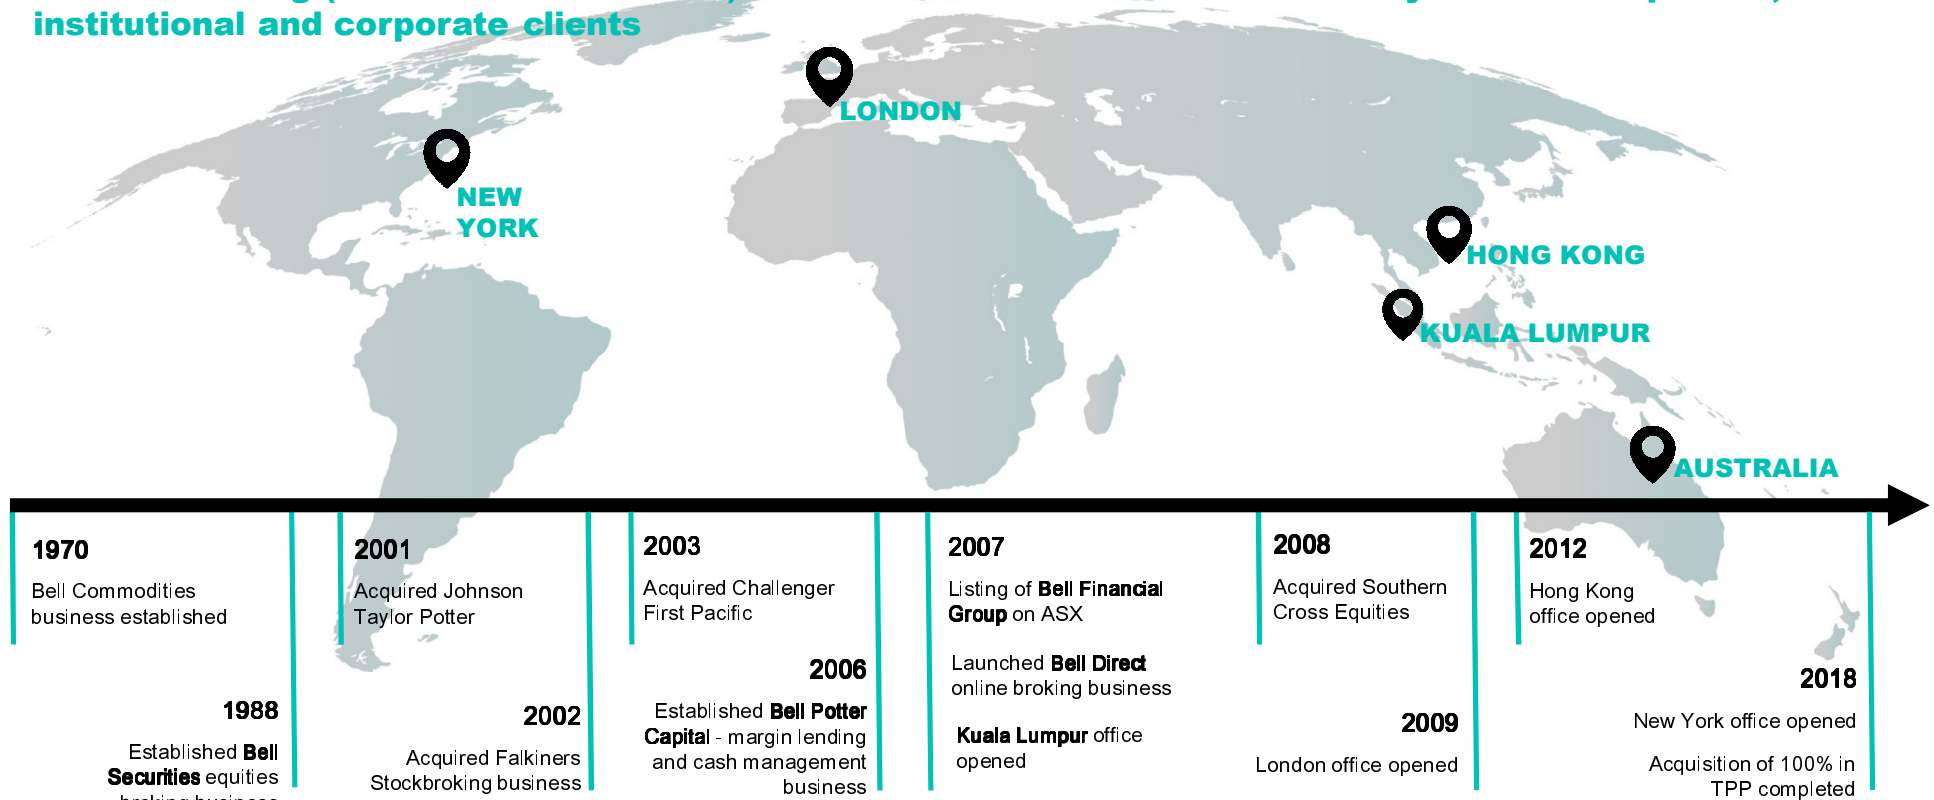 institutional and corporate clients
LONDON
NEW
YORK
HONG KONG
KUALA LUMPUR
AUSTRALIA
1970
Bell Commodities
business established
1988
Established Bell
Securities equities
broking business
2001
Acquired Johnson
Taylor Potter
2002
Acquired Falkiners
Stockbroking business
2003
Acquired Challenger
First Pacific
2006
Established Bell Potter
Capital - margin lending
and cash management
business
2007
Listing of Bell Financial
Group on ASX
Launched Bell Direct
online broking business
Kuala Lumpur office
opened
2008
Acquired Southern
Cross Equities
2009
London office opened
2012
Hong Kong
office opened
2018
New York office opened
Acquisition of 100% in
TPP completed